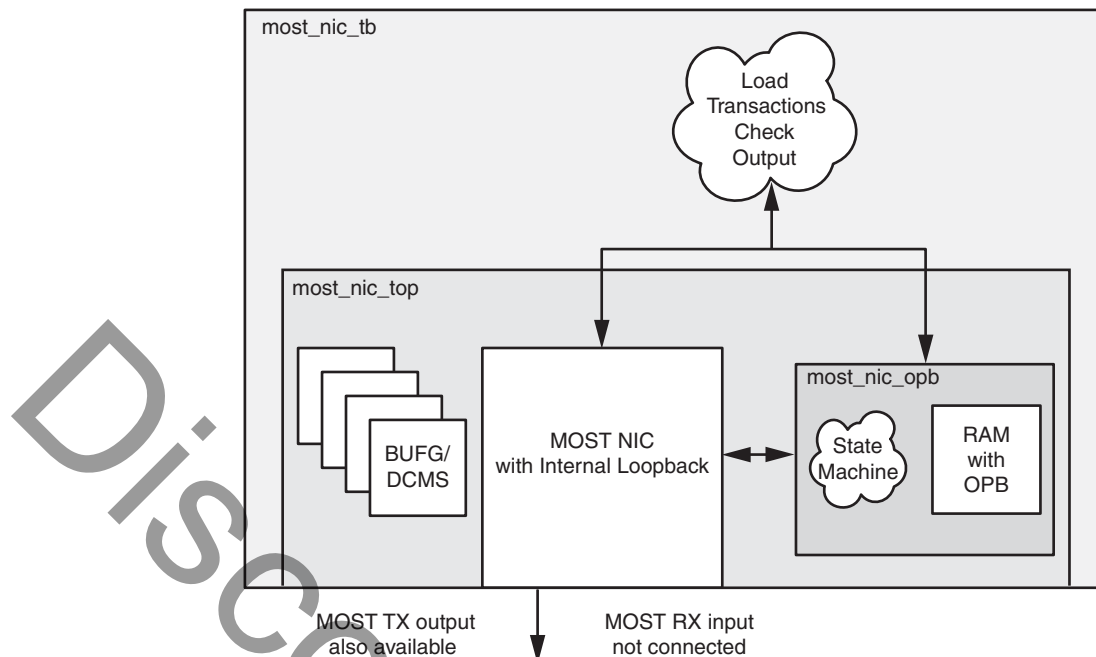 most_nic_tb
Load
Transactions
Check
Output
most_nic_top
BUFG/
DCMS
MOST NIC
with Internal Loopback
most_nic_opb
State
Machine
RAM
with
OPB
MOST TX output
also available
MOST RX input
not connected
Disco